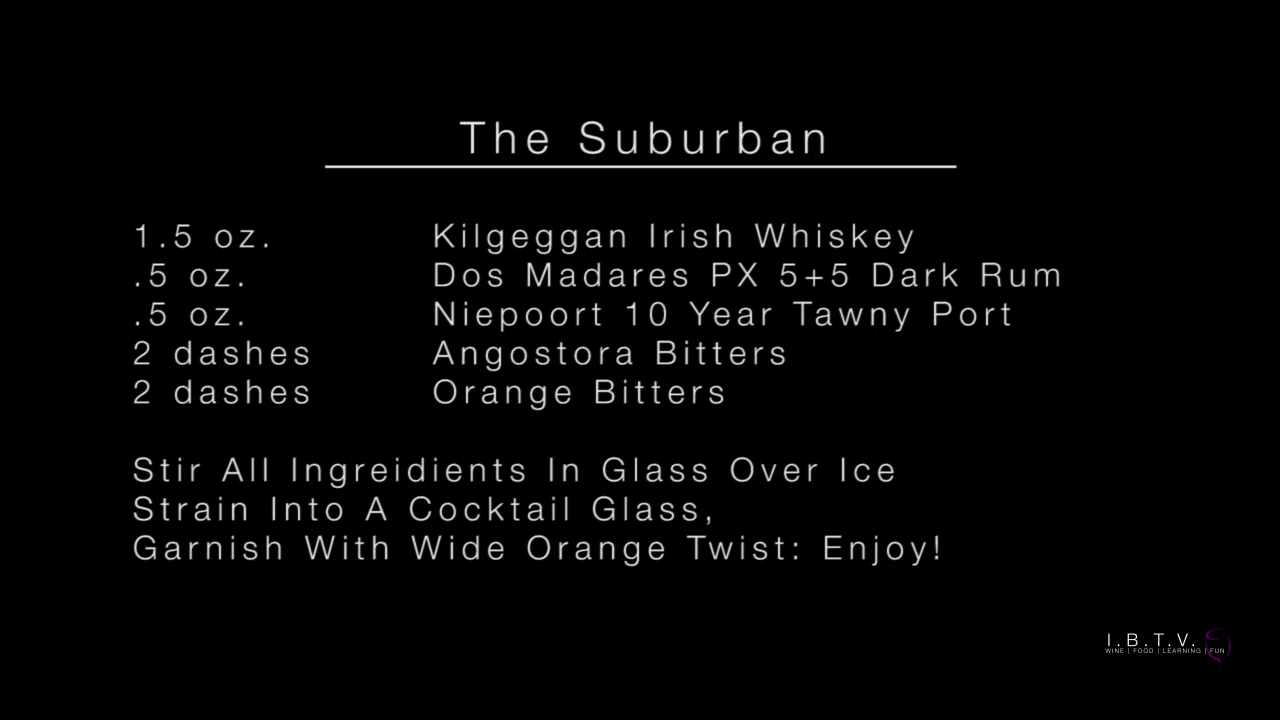 The Suburban
1.5 oz. Kilgeggan Irish Whiskey
.5 oz. Dos Madares PX 5+5 Dark Rum
.5 oz. Niepoort 10 Year Tawny Port
2 dashes Angostora Bitters
2 dashes Orange Bitters
Stir All Ingreidients In Glass Over Ice
Strain Into A Cocktail Glass,
Garnish With Wide Orange Twist: Enjoy!
I.B.T.V.
WINE | FOOD | LEARNING | FUN